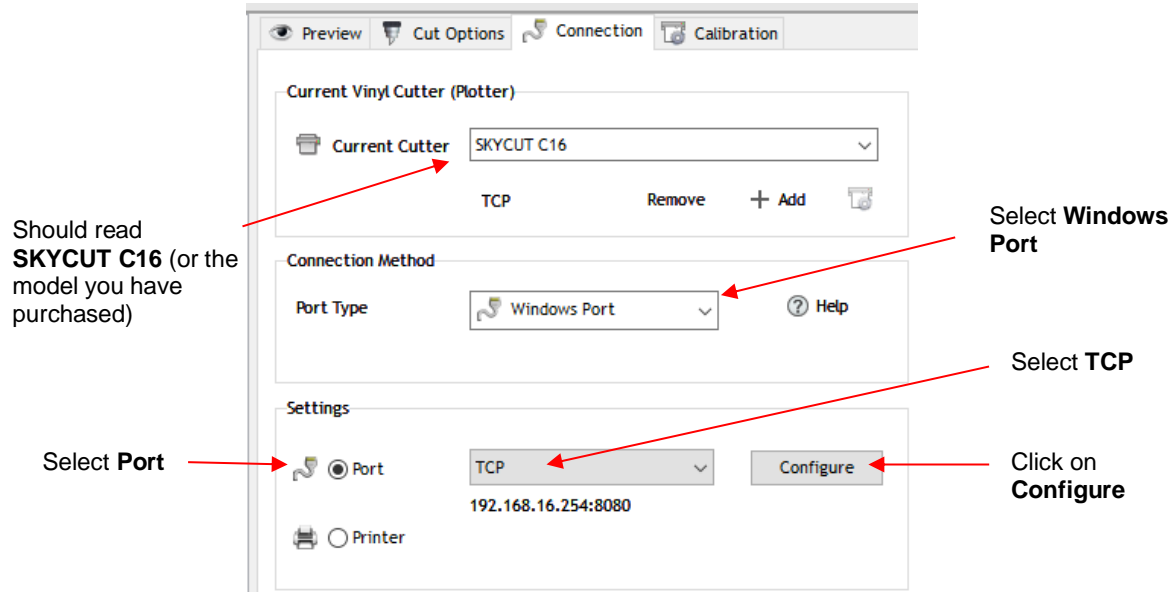 Preview Cut Options Connection Calibration
Current Vinyl Cutter (Plotter)
Current Cutter SKYCUT C16
TCP Remove + Add
Should read
SKYCUT C16 (or the
model you have
purchased)
Select Windows
Port
Connection Method
Port Type Windows Port ? Help
Select TCP
Settings
Select Port
Port TCP Configure
192.168.16.254:8080
Click on
Configure
Printer